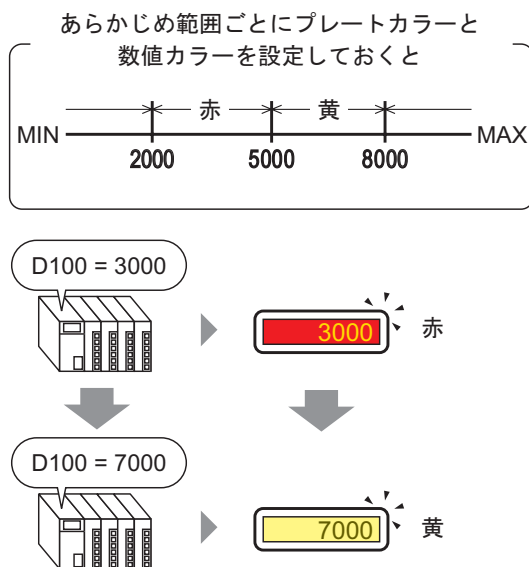 あらかじめ範囲ごとにプレートカラーと
数値カラーを設定しておくと
赤 黄
MIN MAX
2000 5000 8000
D100 = 3000
3000 赤
D100 = 7000
7000 黄